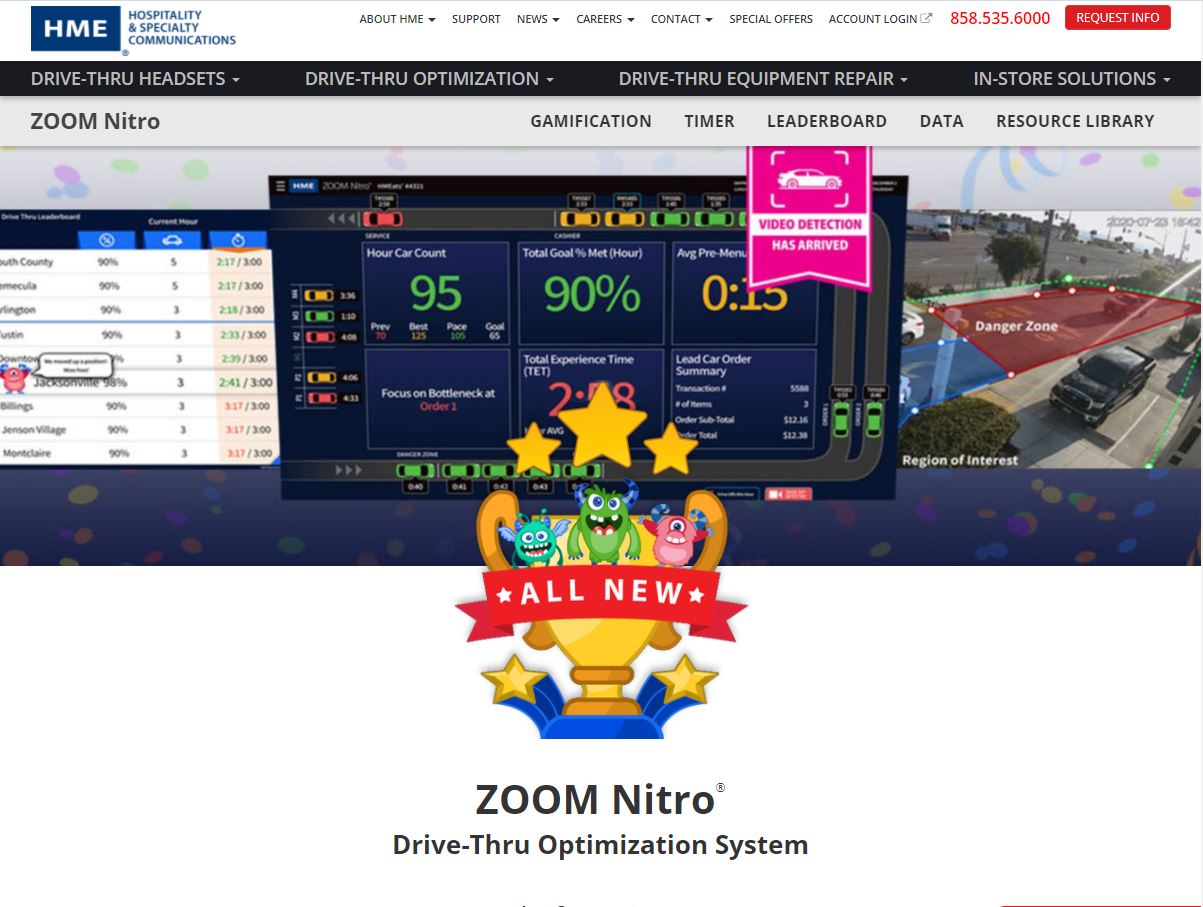 HME
HOSPITALITY
& SPECIALTY
COMMUNICATIONS
®
ABOUT HME SUPPORT NEWS CAREERS CONTACT SPECIAL OFFERS ACCOUNT LOGIN 858.535.6000 REQUEST INFO
DRIVE-THRU HEADSETS DRIVE-THRU OPTIMIZATION DRIVE-THRU EQUIPMENT REPAIR IN-STORE SOLUTIONS
ZOOM Nitro GAMIFICATION TIMER LEADERBOARD DATA RESOURCE LIBRARY
Drive Thru Leaderboard
Current Hour
outh County 90% 5 2:17 / 3:00
emecula 90% 5 2:17 / 3:00
rlington 90% 3 2:18 / 3:00
ustin 90% 3 2:33 / 3:00
Downtow % 3 2:39 / 3:00
We moved up a position!
Woo hoo!
Jacksonville 98% 3 2:41 / 3:00
Billings 90% 3 3:17 / 3:00
Jenson Village 90% 3 3:17 / 3:00
Montclaire 90% 3 3:17 / 3:00
HME ZOOM Nitro® HMEats' #4321
SERVICE
CASHIER
3:36
1:10
4:08
4:06
4:33
Hour Car Count
95
Prev Best Pace Goal
70 125 105 65
Total Goal % Met (Hour)
90%
Avg Pre-Menu
0:15
Focus on Bottleneck at
Order 1
Total Experience Time
(TET)
2:58
AVG
Lead Car Order
Summary
Transaction # 5588
# of Items 3
Order Sub-Total $12.16
Order Total $12.38
ORDER 1
ORDER 2
DANGER ZONE
0:40 0:41 0:42 0:43
VIDEO DETECTION
HAS ARRIVED
2020-07-23 18:42
Danger Zone
Region of Interest
ALL NEW
ZOOM Nitro®
Drive-Thru Optimization System